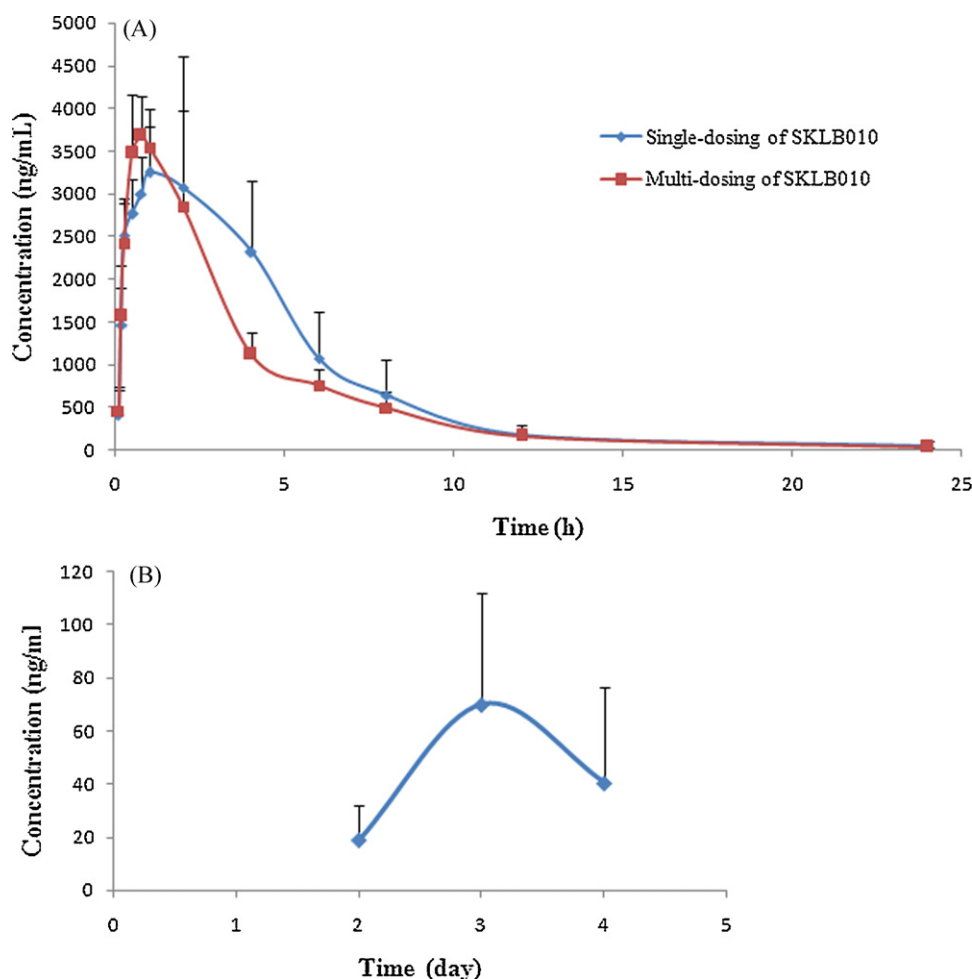 (A)
Concentration (ng/mL)
5000
4500
4000
3500
3000
2500
2000
1500
1000
500
0
Single-dosing of SKLB010
Multi-dosing of SKLB010
0 5 10 15 20 25
Time (h)
(B)
Concentration (ng/ml
120
100
80
60
40
20
0
0 1 2 3 4 5
Time (day)